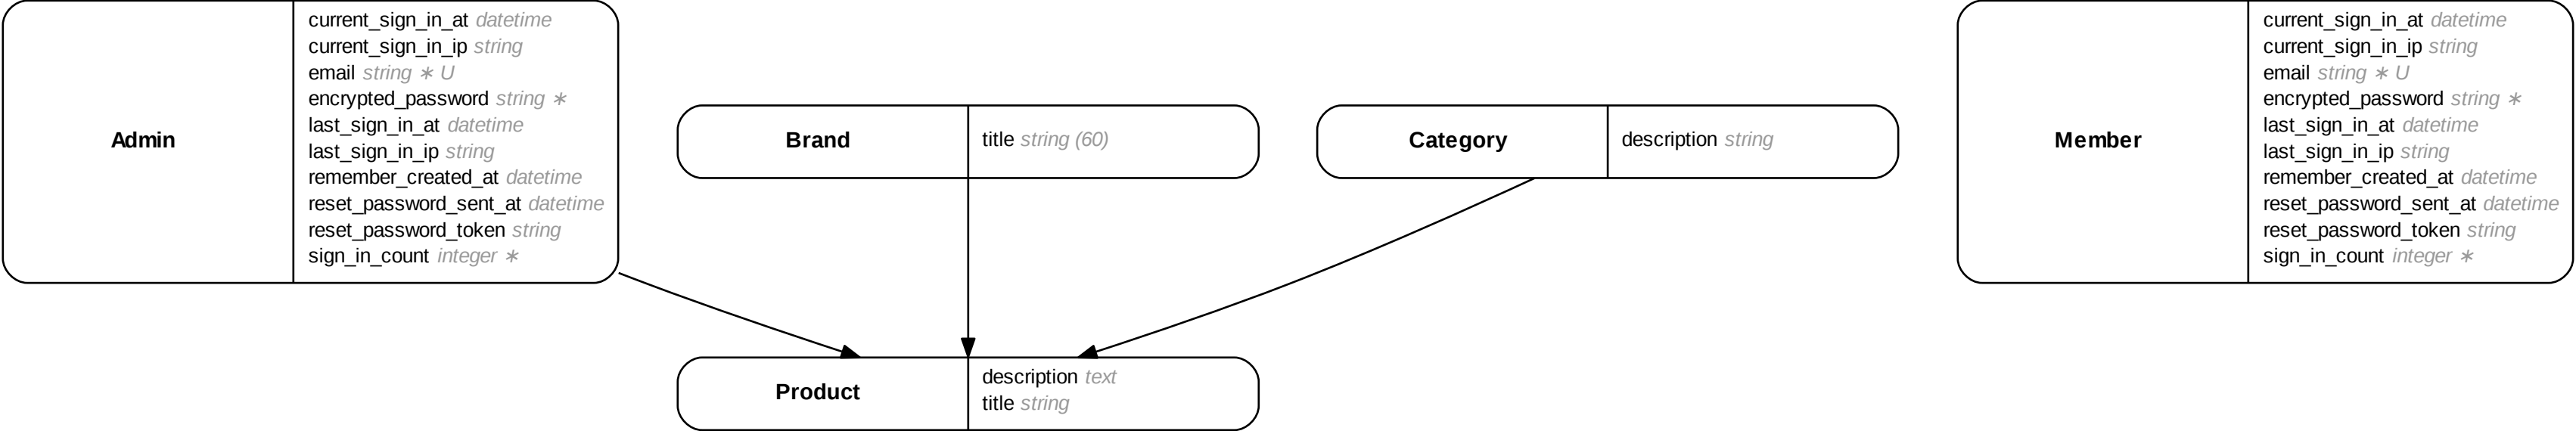 Admin
current_sign_in_at datetime
current_sign_in_ip string
email string ∗ U
encrypted_password string ∗
last_sign_in_at datetime
last_sign_in_ip string
remember_created_at datetime
reset_password_sent_at datetime
reset_password_token string
sign_in_count integer ∗
Brand
title string (60)
Category
description string
Member
current_sign_in_at datetime
current_sign_in_ip string
email string ∗ U
encrypted_password string ∗
last_sign_in_at datetime
last_sign_in_ip string
remember_created_at datetime
reset_password_sent_at datetime
reset_password_token string
sign_in_count integer ∗
Product
description text
title string